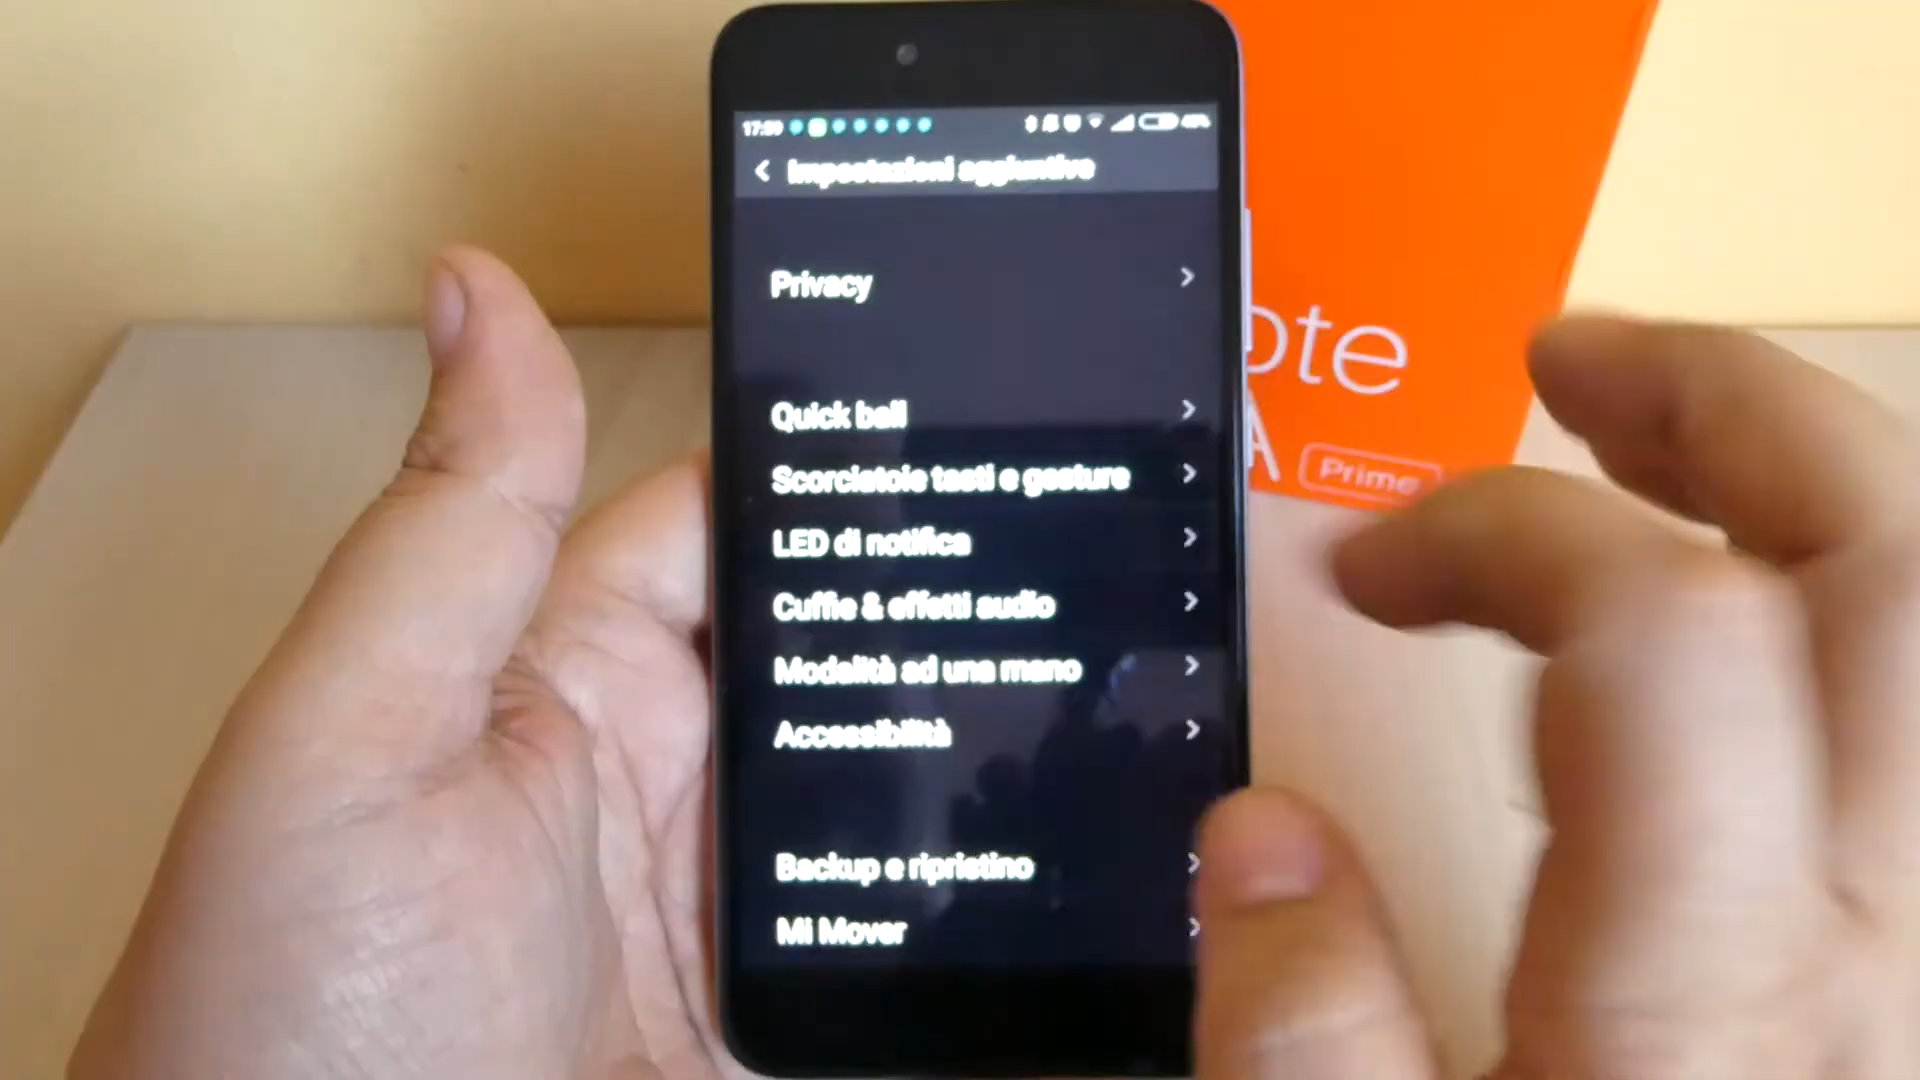 Impostazioni aggiuntive
Privacy
Quick ball
Scorciatoie tasti e gesture
LED di notifica
Cuffie & effetti audio
Modalità ad una mano
Accessibilità
Backup e ripristino
Mi Mover
ote
A Prime